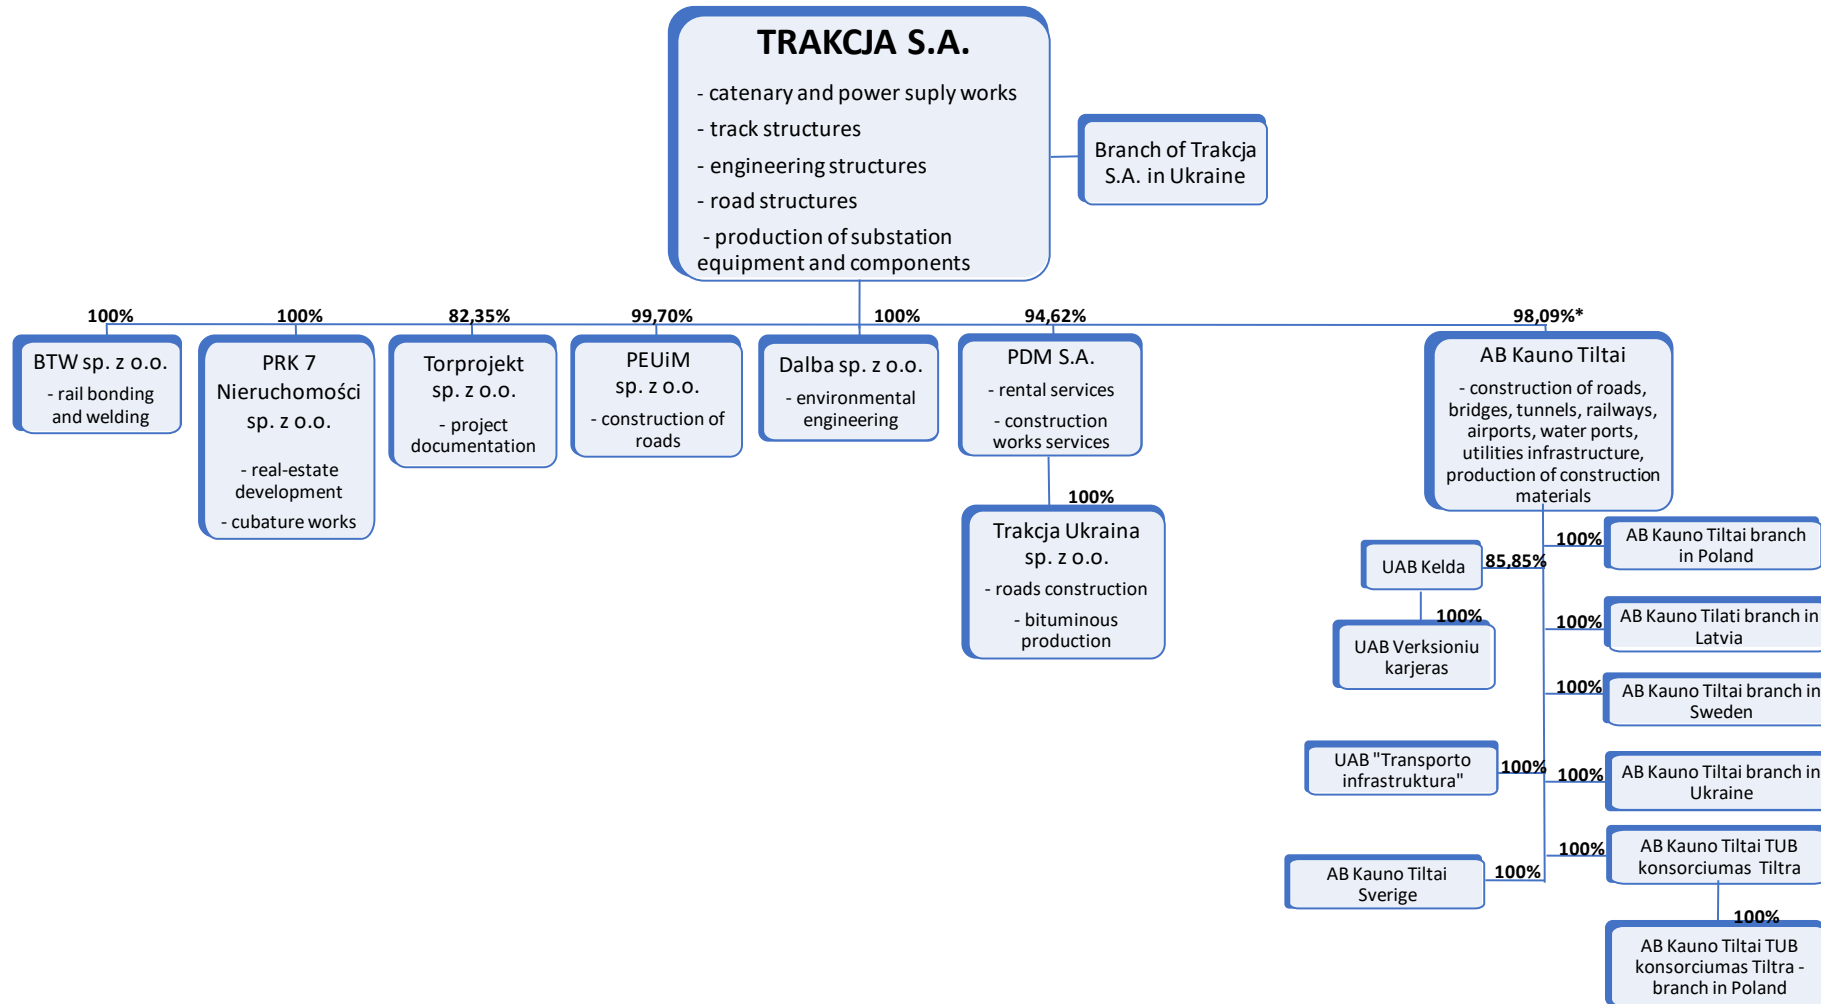 TRAKCJA S.A.
- catenary and power suply works
- track structures
- engineering structures
- road structures
- production of substation
equipment and components
Branch of Trakcja
S.A. in Ukraine
100%
BTW sp. z o.o.
- rail bonding
and welding
100%
PRK 7
Nieruchomości
sp. z o.o.
- real-estate
development
- cubature works
82,35%
Torprojekt
sp. z o.o.
- project
documentation
99,70%
PEUiM
sp. z o.o.
- construction of
roads
100%
Dalba sp. z o.o.
- environmental
engineering
94,62%
PDM S.A.
- rental services
- construction
works services
100%
Trakcja Ukraina
sp. z o.o.
- roads construction
- bituminous
production
98,09%*
AB Kauno Tiltai
- construction of roads,
bridges, tunnels, railways,
airports, water ports,
utilities infrastructure,
production of construction
materials
85,85%
UAB Kelda
100%
UAB Verksioniu
karjeras
100%
UAB "Transporto
infrastruktura"
100%
AB Kauno Tiltai
Sverige
100%
AB Kauno Tiltai branch
in Poland
100%
AB Kauno Tilati branch in
Latvia
100%
AB Kauno Tiltai branch in
Sweden
100%
AB Kauno Tiltai branch in
Ukraine
100%
AB Kauno Tiltai TUB
konsorciumas Tiltra
100%
AB Kauno Tiltai TUB
konsorciumas Tiltra -
branch in Poland